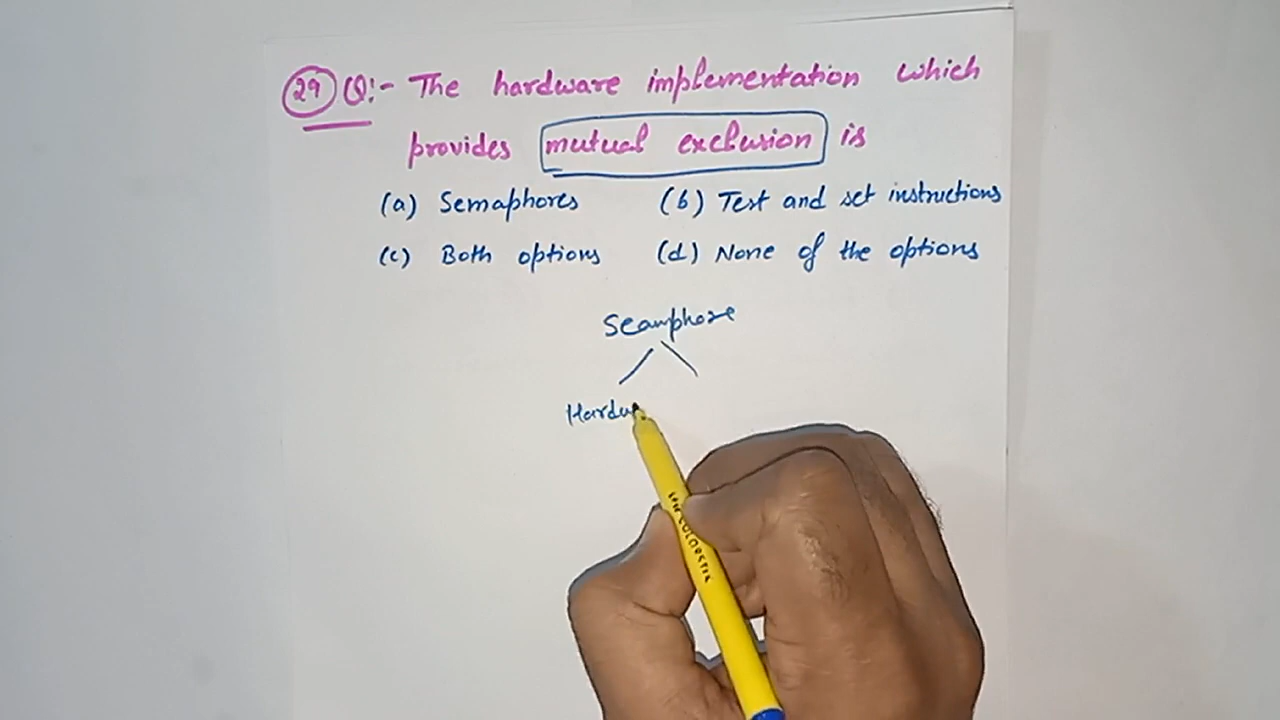 29 Q:- The hardware implementation which
provides mutual exclusion is
(a) Semaphores (b) Test and set instructions
(c) Both options (d) None of the options
Seamphore
Hardw